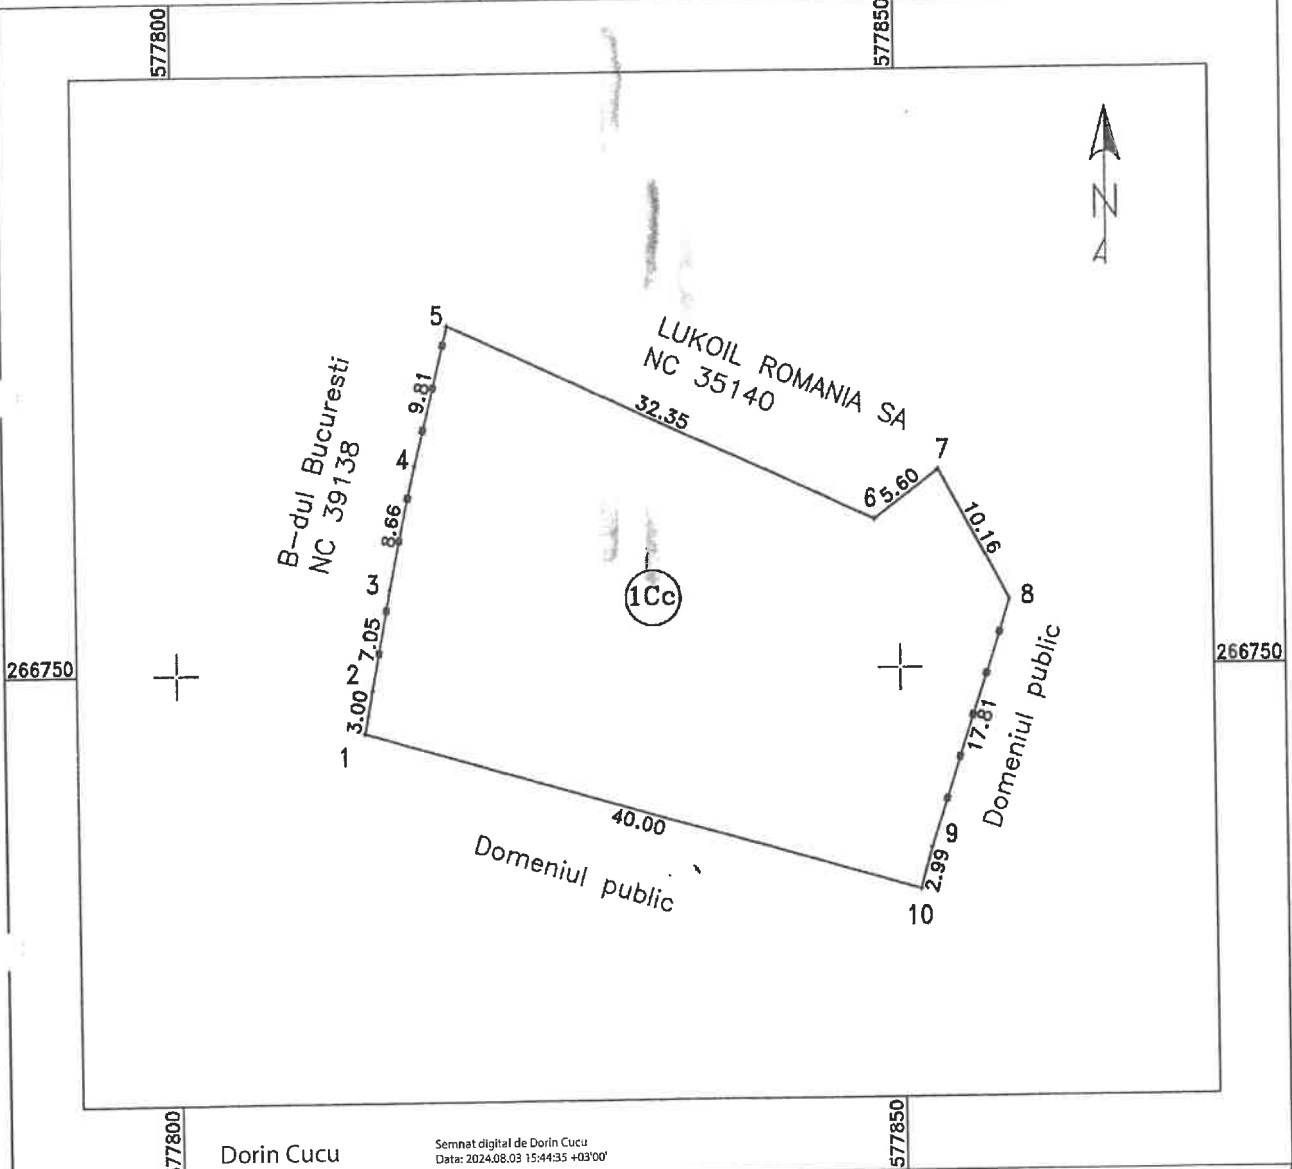 577800
577850
N
5
LUKOIL ROMANIA SA
NC 35140
B-dul Bucuresti
NC 39138
9.81
32.35
7
4
6
5.60
10.16
8.66
3
1Cc
8
7.05
2
266750
266750
3.00
1
17.81
Domeniul public
40.00
9
2.99
Domeniul public
10
577850
Dorin Cucu
Semnat digital de Dorin Cucu
Data: 2024.08.03 15:44:35 +03'00'